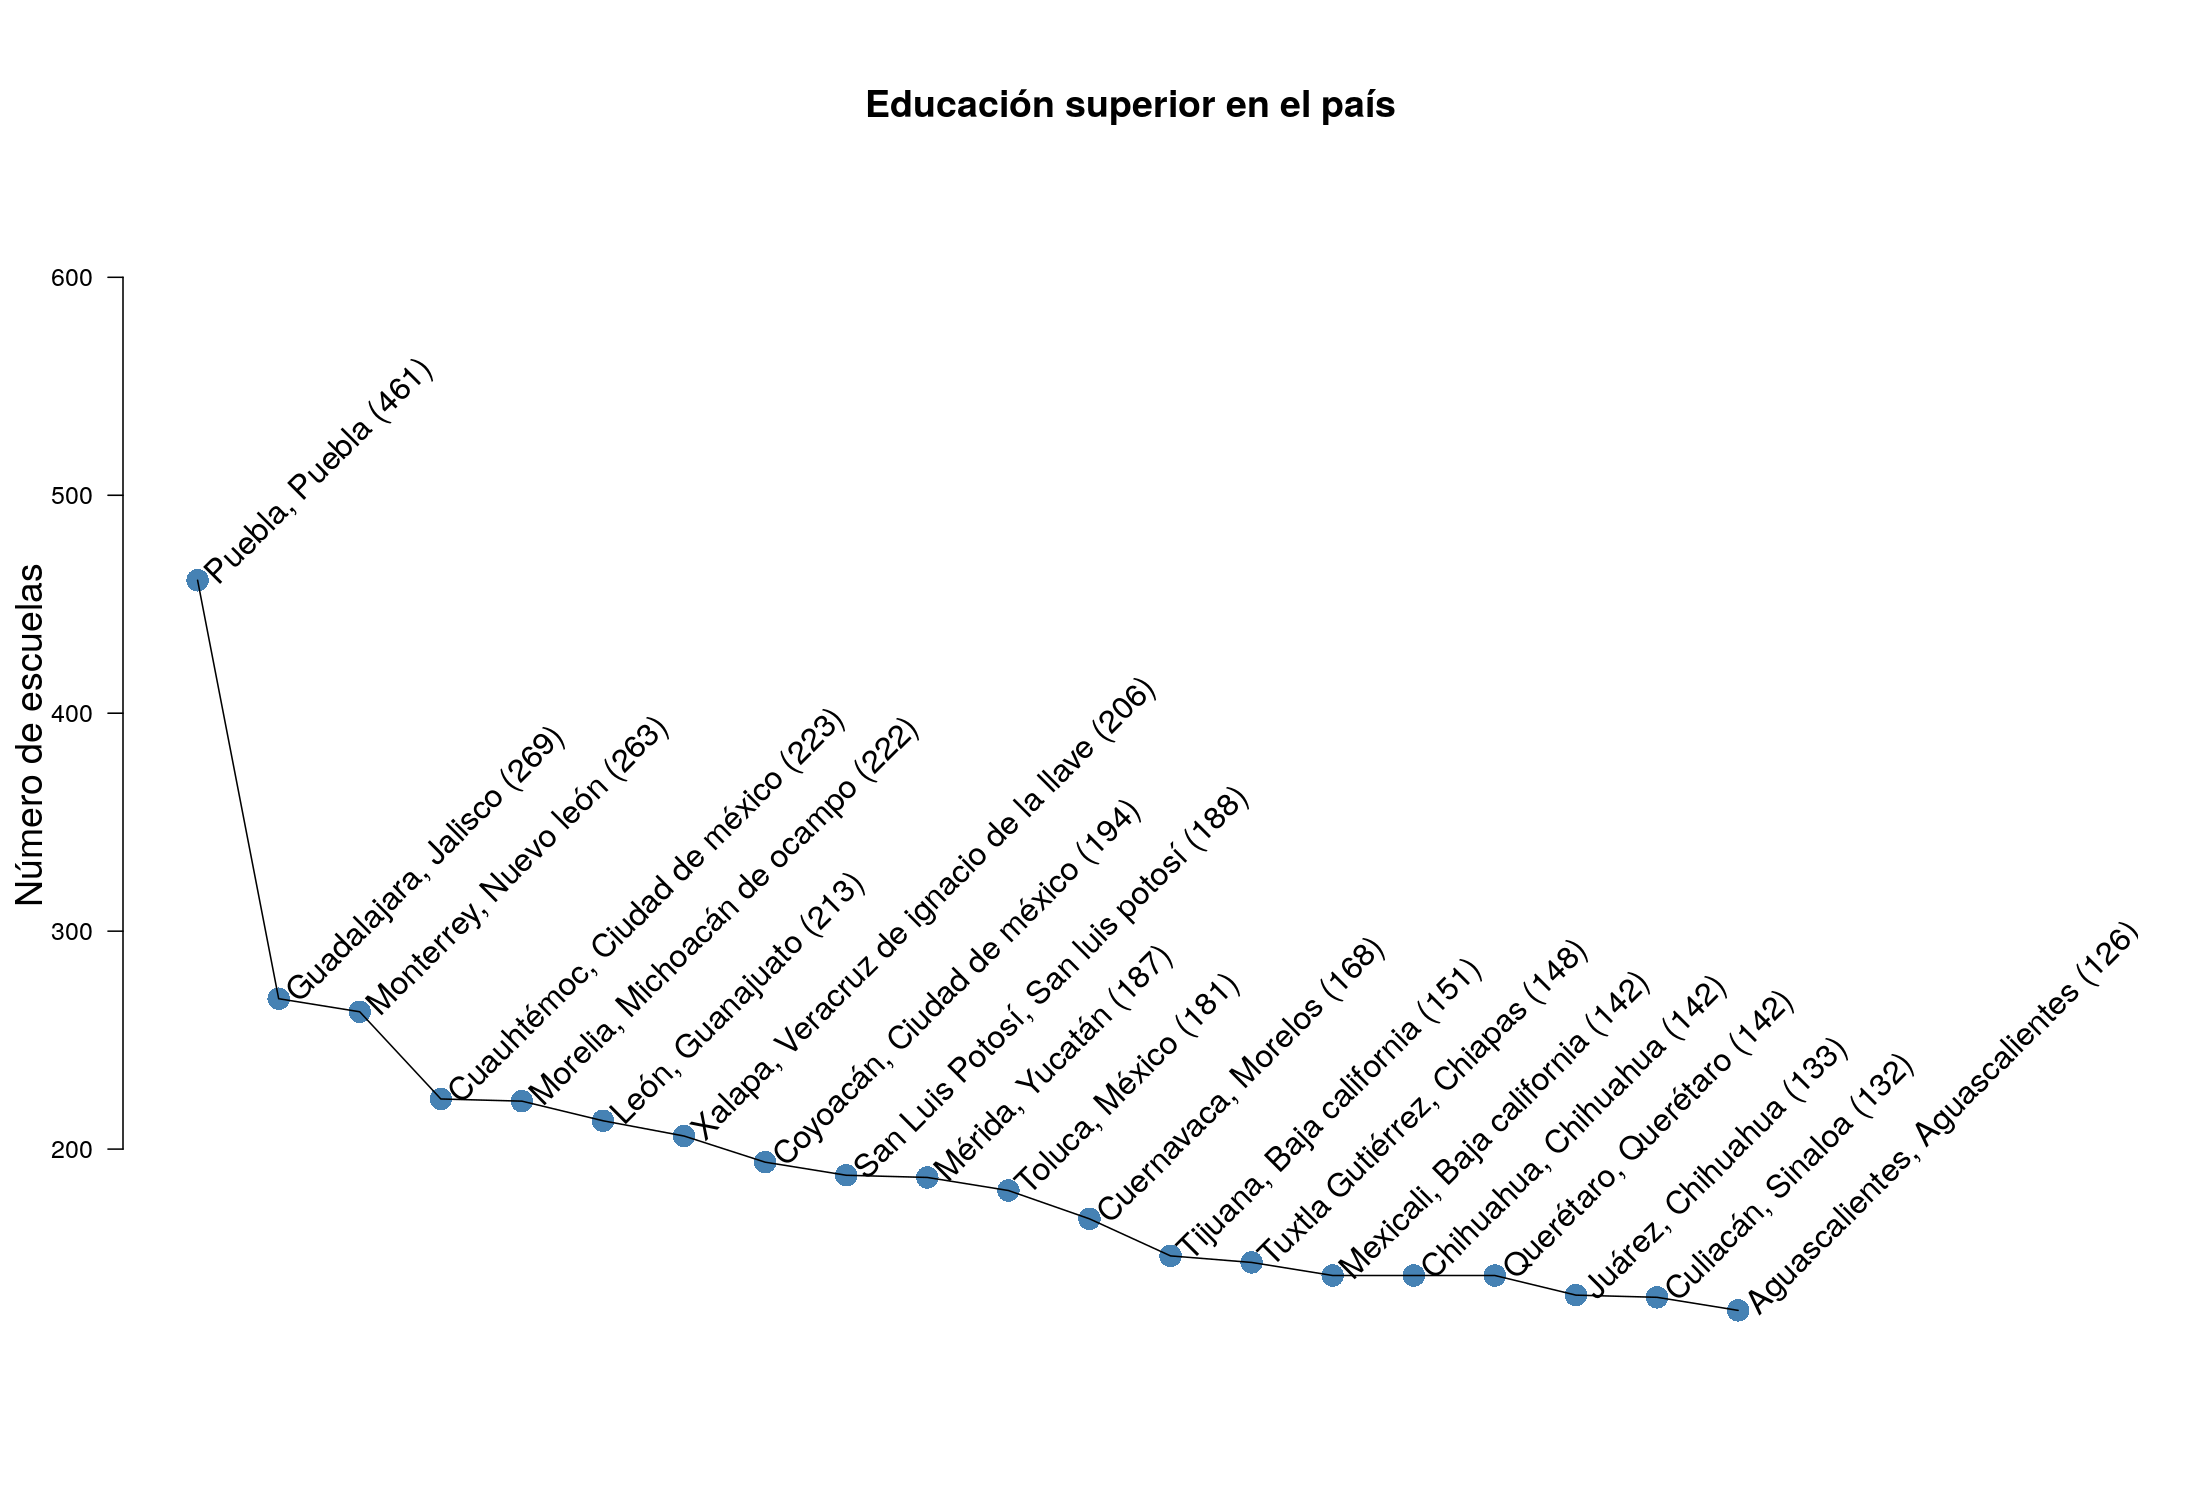 Educación superior en el país
Número de escuelas
600
500
400
300
200
Puebla, Puebla (461)
Guadalajara, Jalisco (269)
Monterrey, Nuevo león (263)
Cuauhtémoc, Ciudad de méxico (223)
Morelia, Michoacán de ocampo (222)
León, Guanajuato (213)
Xalapa, Veracruz de ignacio de la llave (206)
Coyoacán, Ciudad de méxico (194)
San Luis Potosí, San luis potosí (188)
Mérida, Yucatán (187)
Toluca, México (181)
Cuernavaca, Morelos (168)
Tijuana, Baja california (151)
Tuxtla Gutiérrez, Chiapas (148)
Mexicali, Baja california (142)
Chihuahua, Chihuahua (142)
Querétaro, Querétaro (142)
Juárez, Chihuahua (133)
Culiacán, Sinaloa (132)
Aguascalientes, Aguascalientes (126)